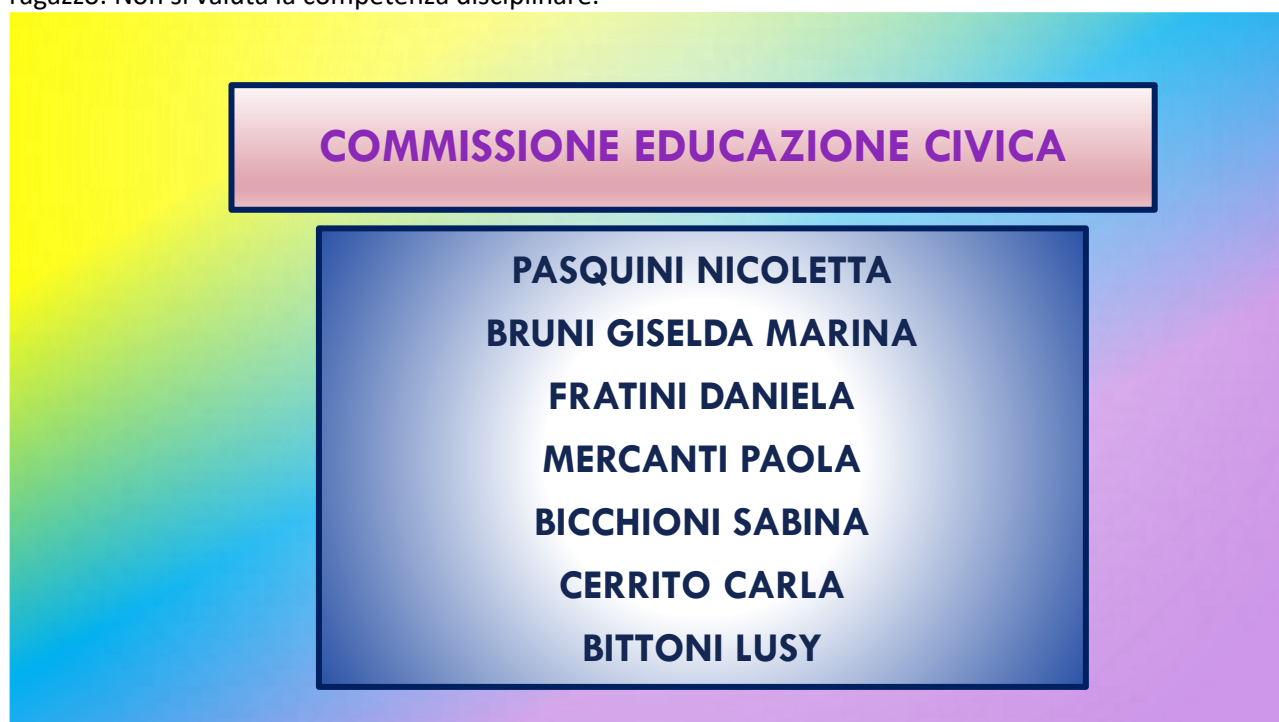 ragazzo. Non si valuta la competenza disciplinare.
COMMISSIONE EDUCAZIONE CIVICA
PASQUINI NICOLETTA
BRUNI GISELDA MARINA
FRATINI DANIELA
MERCANTI PAOLA
BICCHIONI SABINA
CERRITO CARLA
BITTONI LUSY